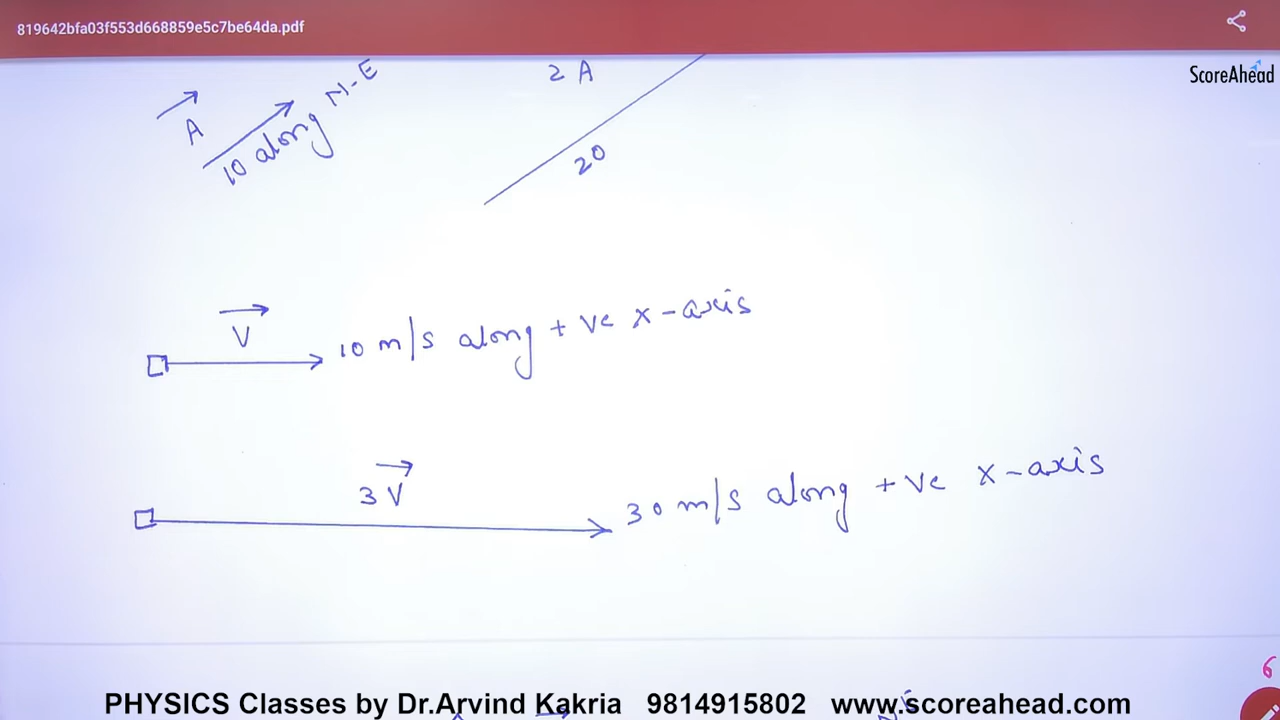 819642bfa03f553d668859e5c7be64da.pdf
ScoreAhead
A
10 along N-E
2 A
20
V
10 m/s along +ve x-axis
3 V
30 m/s along +ve x-axis
6
PHYSICS Classes by Dr.Arvind Kakria 9814915802 www.scoreahead.com